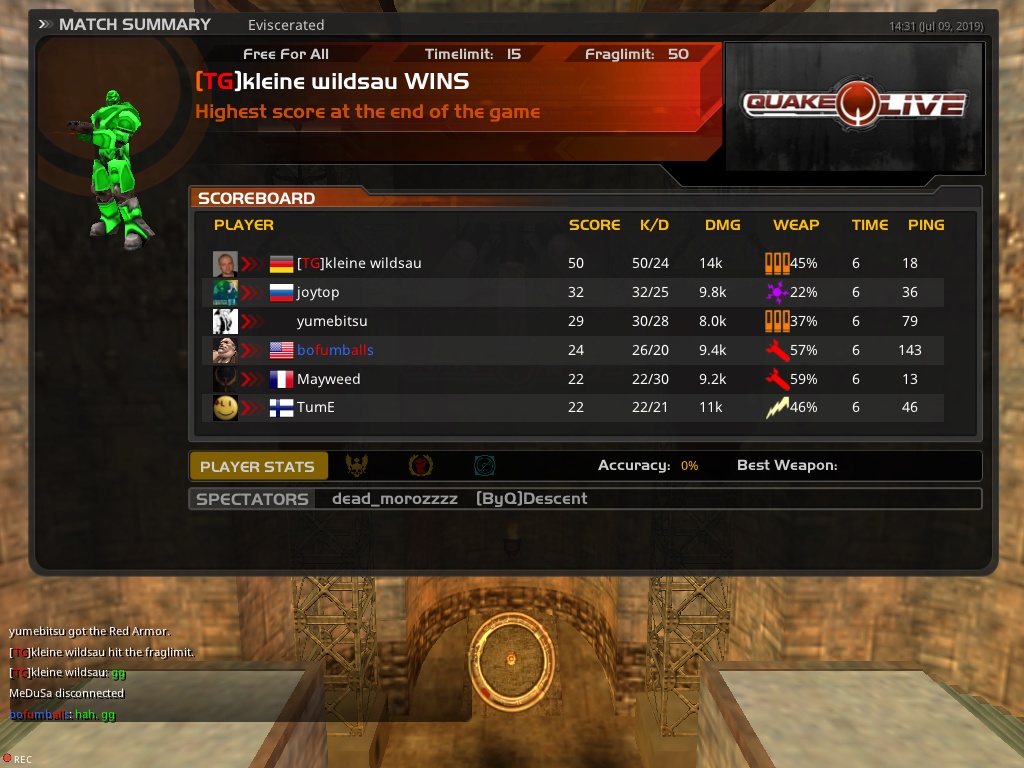 MATCH SUMMARY Eviscerated 14:31 (Jul 09, 2019)
Free For All Timelimit: 15 Fraglimit: 50
[TG]kleine wildsau WINS
Highest score at the end of the game
QUAKE LIVE
SCOREBOARD
PLAYER SCORE K/D DMG WEAP TIME PING
[TG]kleine wildsau 50 50/24 14k 45% 6 18
joytop 32 32/25 9.8k 22% 6 36
yumebitsu 29 30/28 8.0k 37% 6 79
bofumballs 24 26/20 9.4k 57% 6 143
Mayweed 22 22/30 9.2k 59% 6 13
TumE 22 22/21 11k 46% 6 46
PLAYER STATS Accuracy: 0% Best Weapon:
SPECTATORS dead_morozzzz [ByQ]Descent
yumebitsu got the Red Armor.
[TG]kleine wildsau hit the fraglimit.
[TG]kleine wildsau: gg
MeDuSa disconnected
bofumballs: hah. gg
REC